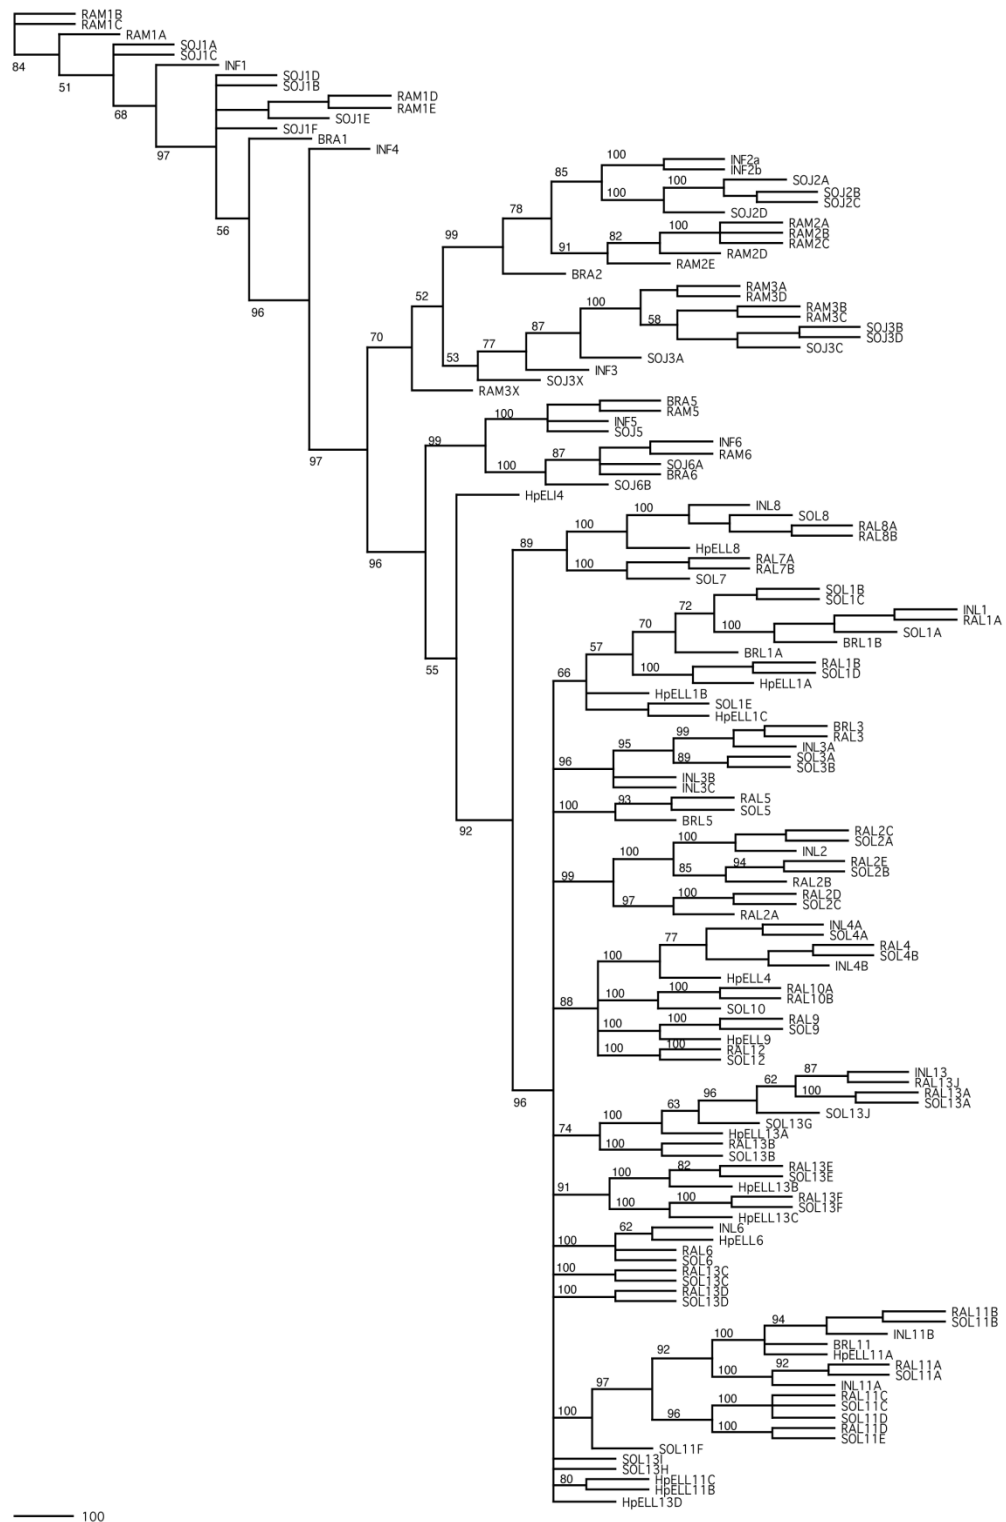 RAM1B
RAM1C
RAM1A
84
SOJ1A
SOJ1C
51
INF1
SOJ1D
SOJ1B
RAM1D
RAM1E
68
SOJ1E
SOJ1F
BRA1
97
INF4
100
INF2a
INF2b
85
100
100
SOJ2A
SOJ2B
SOJ2C
78
SOJ2D
56
99
91
82
100
RAM2A
RAM2B
RAM2C
RAM2D
RAM2E
BRA2
96
52
100
RAM3A
RAM3D
RAM3B
RAM3C
58
SOJ3B
SOJ3D
SOJ3C
70
87
77
53
SOJ3A
INF3
SOJ3X
RAM3X
100
BRA5
RAM5
INF5
SOJ5
97
99
87
INF6
RAM6
100
SOJ6A
BRA6
SOJ6B
HpELI4
100
INL8
SOL8
RAL8A
RAL8B
100
89
HpELL8
96
100
RAL7A
RAL7B
SOL7
SOL1B
SOL1C
72
INL1
RAL1A
70
100
SOL1A
BRL1B
57
BRL1A
55
66
100
RAL1B
SOL1D
HpELL1A
HpELL1B
SOL1E
HpELL1C
99
BRL3
RAL3
95
INL3A
89
SOL3A
SOL3B
96
INL3B
INL3C
93
RAL5
SOL5
100
BRL5
92
100
RAL2C
SOL2A
100
INL2
85
94
RAL2E
SOL2B
99
RAL2B
97
100
RAL2D
SOL2C
RAL2A
77
INL4A
SOL4A
RAL4
SOL4B
100
INL4B
HpELL4
88
100
100
RAL10A
RAL10B
SOL10
100
100
RAL9
SOL9
HpELL9
100
100
RAL12
SOL12
96
87
INL13
RAL13J
62
100
RAL13A
SOL13A
96
SOL13J
63
SOL13G
100
HpELL13A
74
100
RAL13B
SOL13B
82
RAL13E
SOL13E
100
HpELL13B
91
100
100
RAL13F
SOL13F
HpELL13C
62
INL6
HpELL6
100
RAL6
SOL6
100
RAL13C
SOL13C
100
RAL13D
SOL13D
94
RAL11B
SOL11B
INL11B
100
BRL11
HpELL11A
92
100
92
RAL11A
SOL11A
INL11A
97
100
RAL11C
SOL11C
SOL11D
100
96
100
RAL11D
SOL11E
SOL11F
SOL13I
SOL13H
80
HpELL11C
HpELL11B
HpELL13D
100